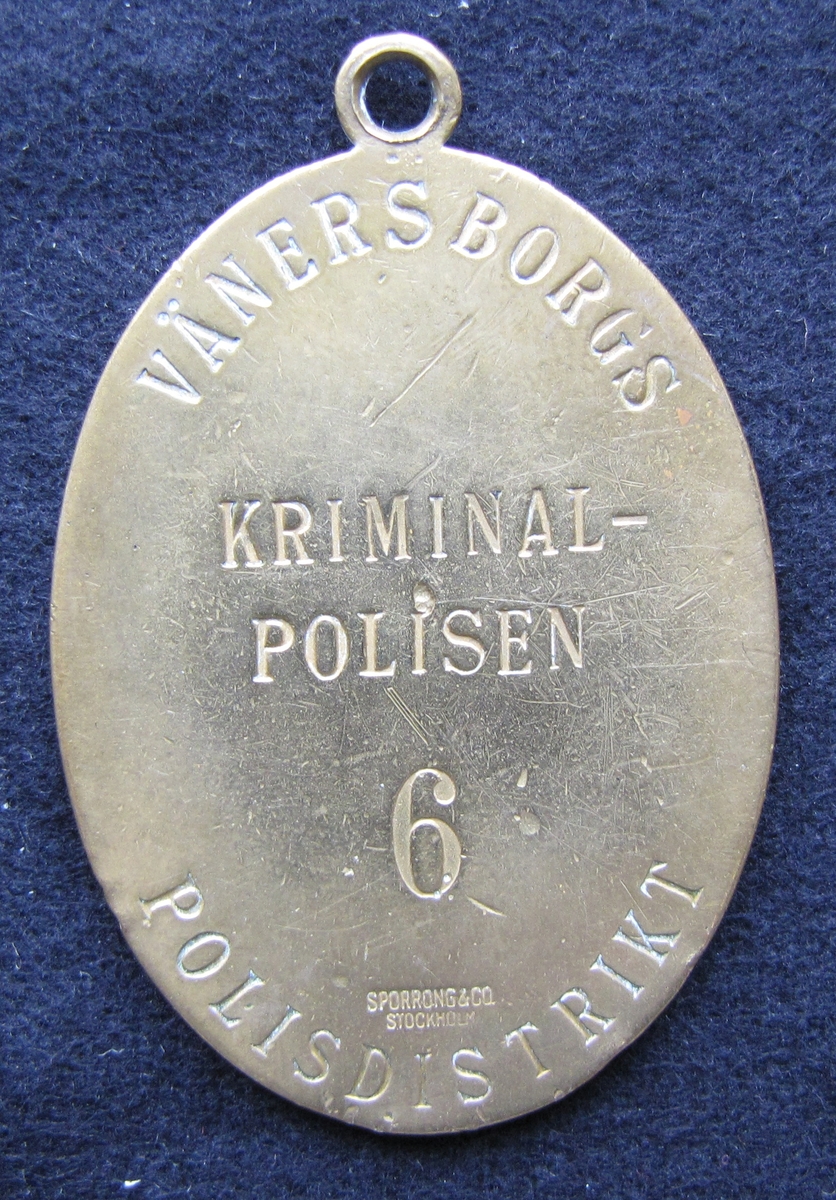 VÄNERSBORGS
KRIMINAL-
POLISEN
6
SPORRONG & CO.
STOCKHOLM
POLISDISTRIKT